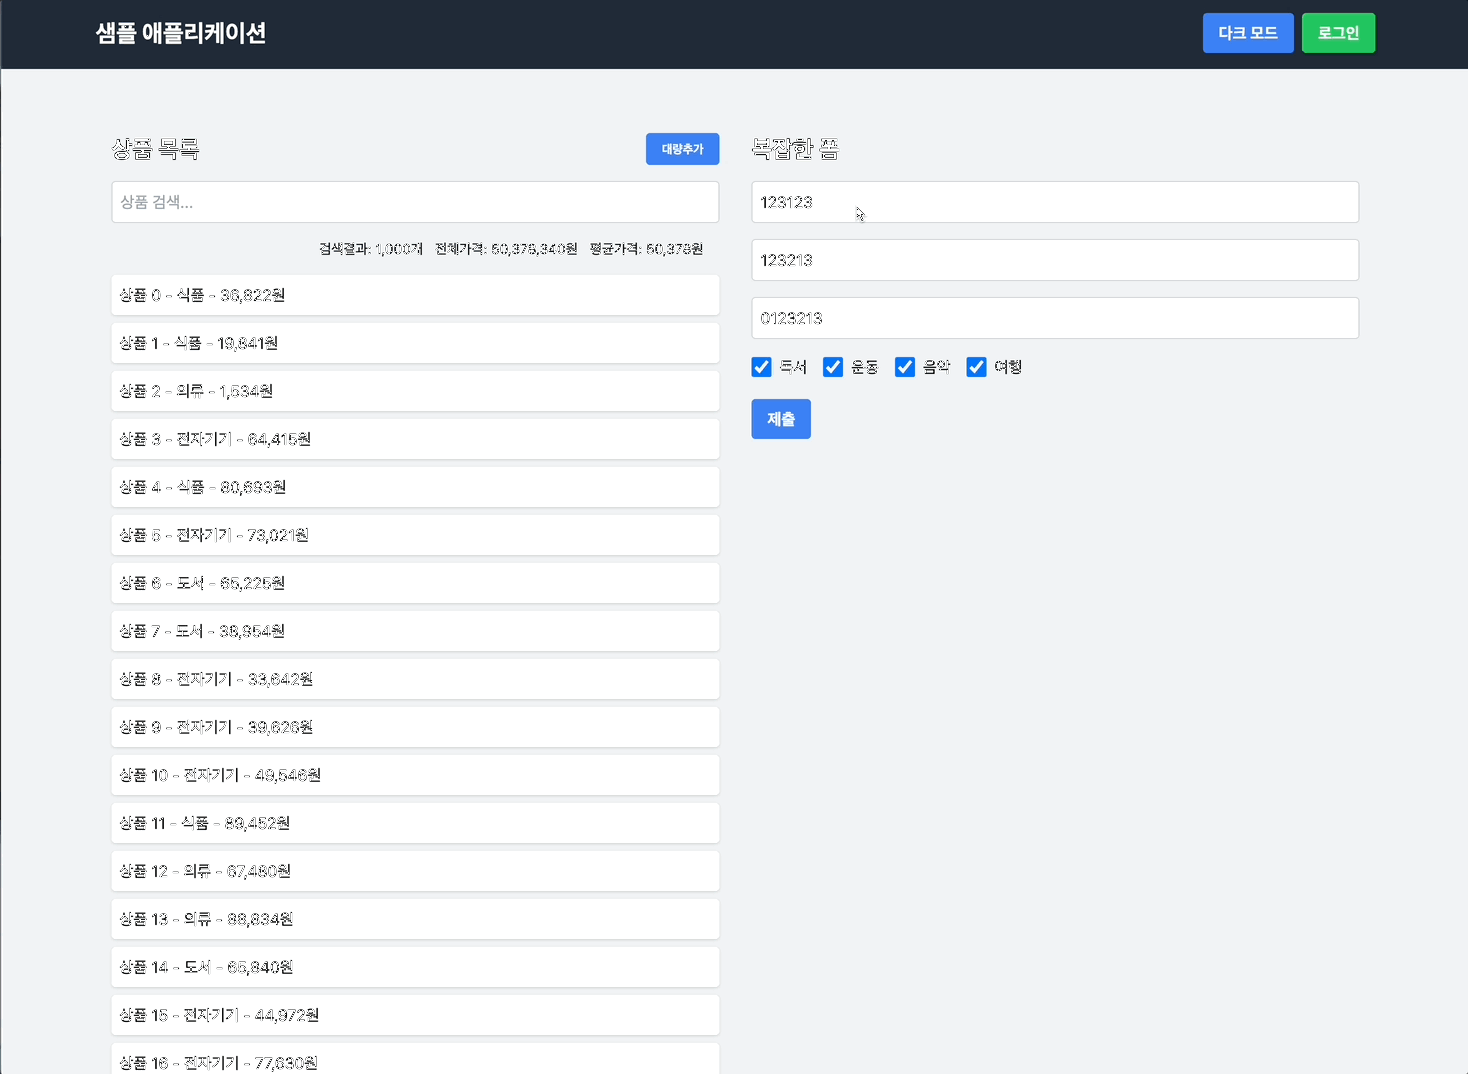 샘플 애플리케이션
다크 모드
로그인
상품 목록
대량추가
상품 검색...
검색결과: 1,000개 전체가격: 50,378,340원 평균가격: 50,378원
상품 0 - 식품 - 36,822원
상품 1 - 식품 - 19,841원
상품 2 - 의류 - 1,534원
상품 3 - 전자기기 - 64,415원
상품 4 - 식품 - 80,693원
상품 5 - 전자기기 - 73,021원
상품 6 - 도서 - 65,225원
상품 7 - 도서 - 38,954원
상품 8 - 전자기기 - 33,642원
상품 9 - 전자기기 - 39,626원
상품 10 - 전자기기 - 49,546원
상품 11 - 식품 - 89,452원
상품 12 - 의류 - 67,480원
상품 13 - 의류 - 88,834원
상품 14 - 도서 - 65,840원
상품 15 - 전자기기 - 44,972원
상품 16 - 전자기기 - 77,630원
복잡한 폼
123123
123213
0123213
독서 운동 음악 여행
제출